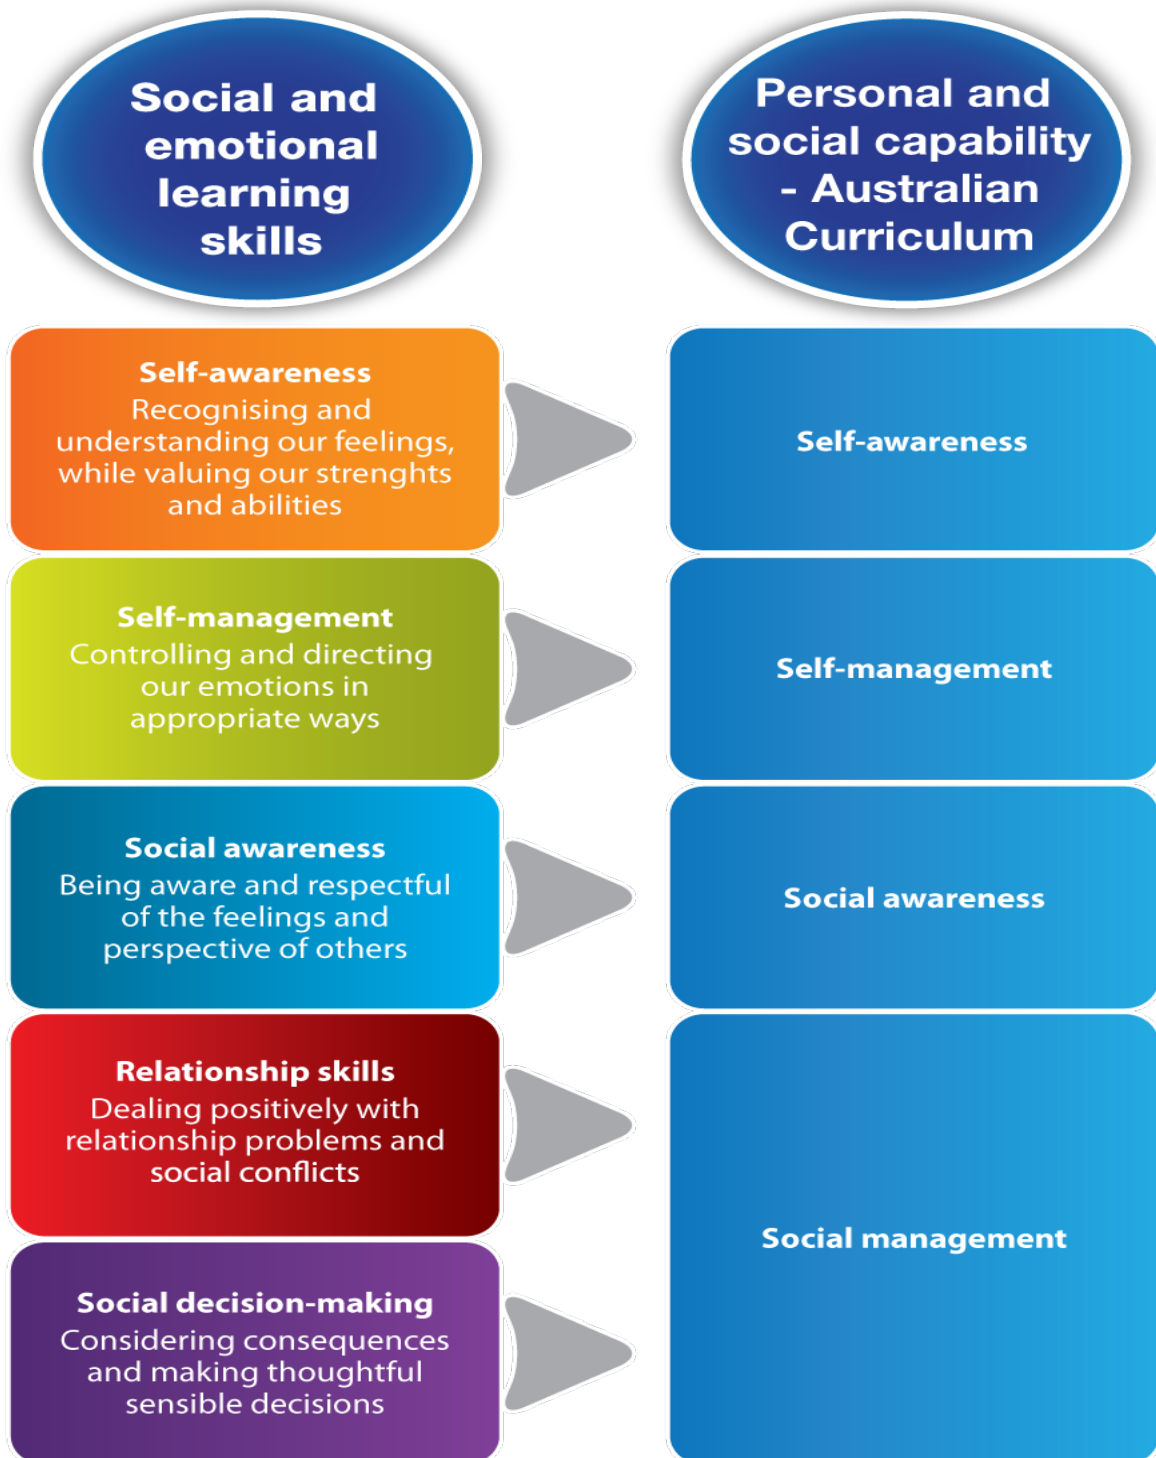 Social and
emotional
learning
skills
Personal and
social capability
- Australian
Curriculum
Self-awareness
Recognising and
understanding our feelings,
while valuing our strenghts
and abilities
Self-awareness
Self-management
Controlling and directing
our emotions in
appropriate ways
Self-management
Social awareness
Being aware and respectful
of the feelings and
perspective of others
Social awareness
Relationship skills
Dealing positively with
relationship problems and
social conflicts
Social decision-making
Considering consequences
and making thoughtful
sensible decisions
Social management